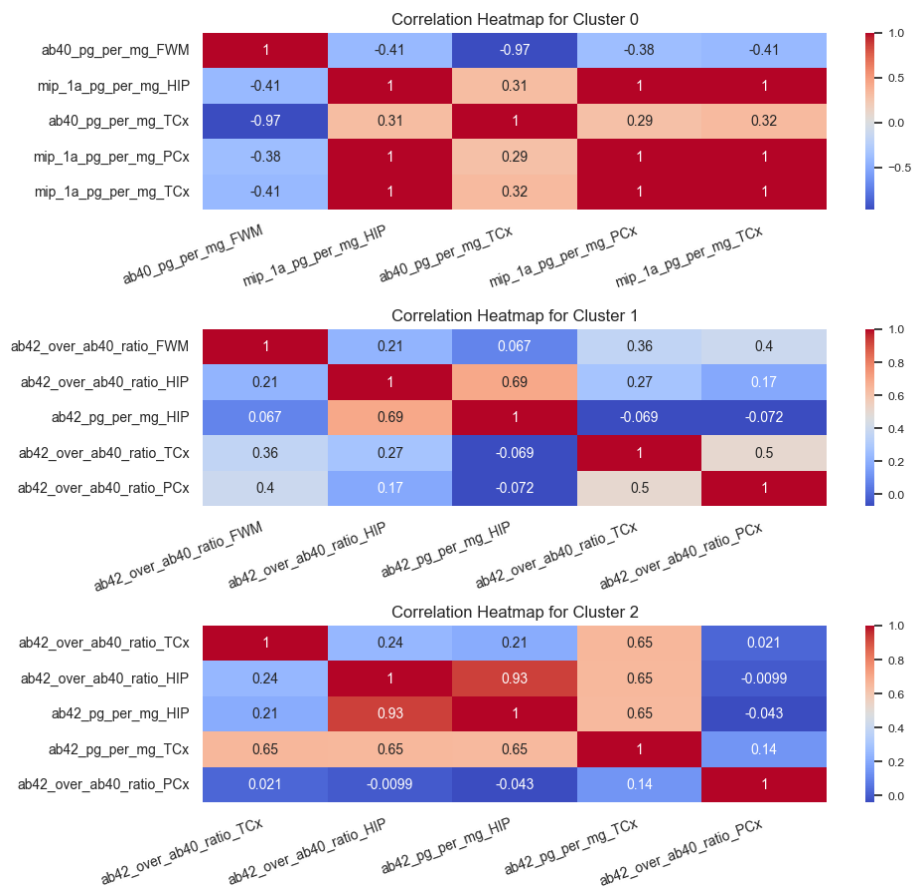 Correlation Heatmap for Cluster 0
ab40_pg_per_mg_FWM 1 -0.41 -0.97 -0.38 -0.41
mip_1a_pg_per_mg_HIP -0.41 1 0.31 1 1
ab40_pg_per_mg_TCx -0.97 0.31 1 0.29 0.32
mip_1a_pg_per_mg_PCx -0.38 1 0.29 1 1
mip_1a_pg_per_mg_TCx -0.41 1 0.32 1 1
1.0
0.5
0.0
−0.5
ab40_pg_per_mg_FWM
mip_1a_pg_per_mg_HIP
ab40_pg_per_mg_TCx
mip_1a_pg_per_mg_PCx
mip_1a_pg_per_mg_TCx
Correlation Heatmap for Cluster 1
ab42_over_ab40_ratio_FWM 1 0.21 0.067 0.36 0.4
ab42_over_ab40_ratio_HIP 0.21 1 0.69 0.27 0.17
ab42_pg_per_mg_HIP 0.067 0.69 1 -0.069 -0.072
ab42_over_ab40_ratio_TCx 0.36 0.27 -0.069 1 0.5
ab42_over_ab40_ratio_PCx 0.4 0.17 -0.072 0.5 1
1.0
0.8
0.6
0.4
0.2
0.0
ab42_over_ab40_ratio_FWM
ab42_over_ab40_ratio_HIP
ab42_pg_per_mg_HIP
ab42_over_ab40_ratio_TCx
ab42_over_ab40_ratio_PCx
Correlation Heatmap for Cluster 2
ab42_over_ab40_ratio_TCx 1 0.24 0.21 0.65 0.021
ab42_over_ab40_ratio_HIP 0.24 1 0.93 0.65 -0.0099
ab42_pg_per_mg_HIP 0.21 0.93 1 0.65 -0.043
ab42_pg_per_mg_TCx 0.65 0.65 0.65 1 0.14
ab42_over_ab40_ratio_PCx 0.021 -0.0099 -0.043 0.14 1
1.0
0.8
0.6
0.4
0.2
0.0
ab42_over_ab40_ratio_TCx
ab42_over_ab40_ratio_HIP
ab42_pg_per_mg_HIP
ab42_pg_per_mg_TCx
ab42_over_ab40_ratio_PCx